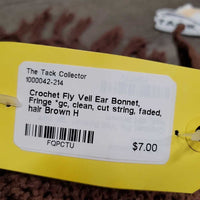 The Tack Collector
1000042-214
Crochet Fly Veil Ear Bonnet,
Fringe *gc, clean, cut string, faded,
hair Brown H
FQPCTU
$7.00